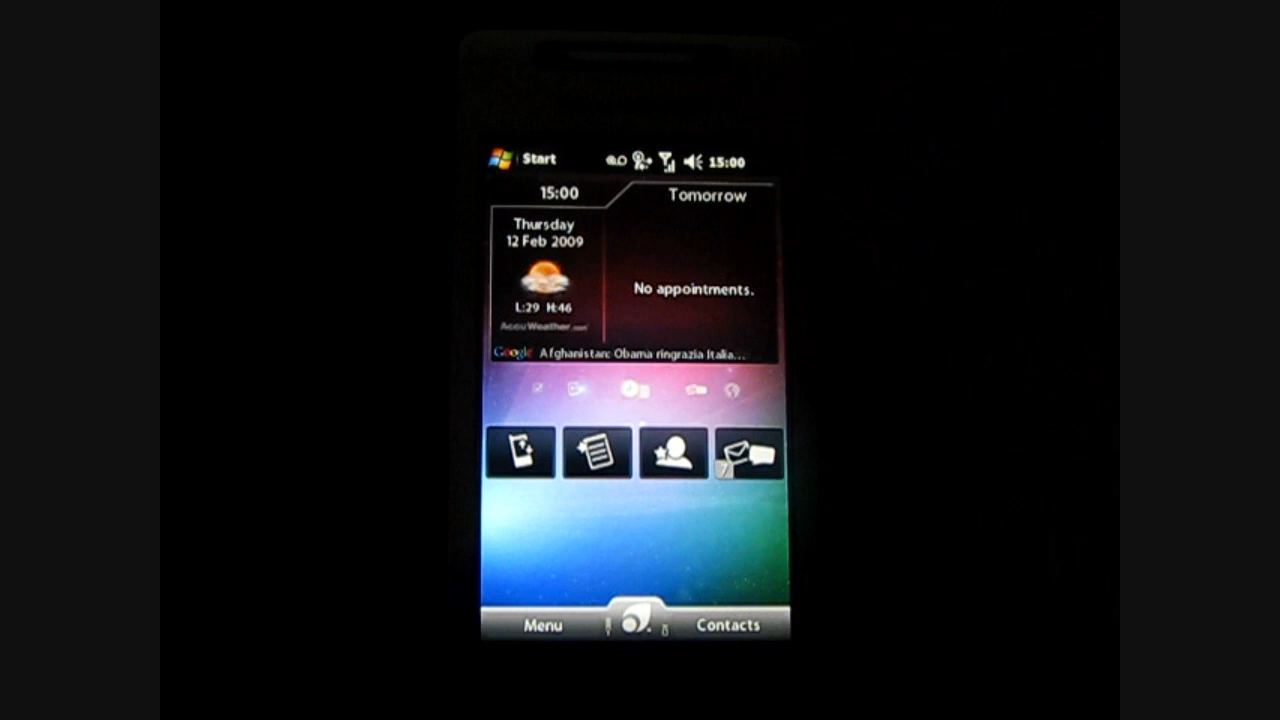 Start 15:00
15:00 Tomorrow
Thursday
12 Feb 2009
L:29 H:46
AccuWeather.com
No appointments.
Google Afghanistan: Obama ringrazia Italia...
7
Menu Contacts